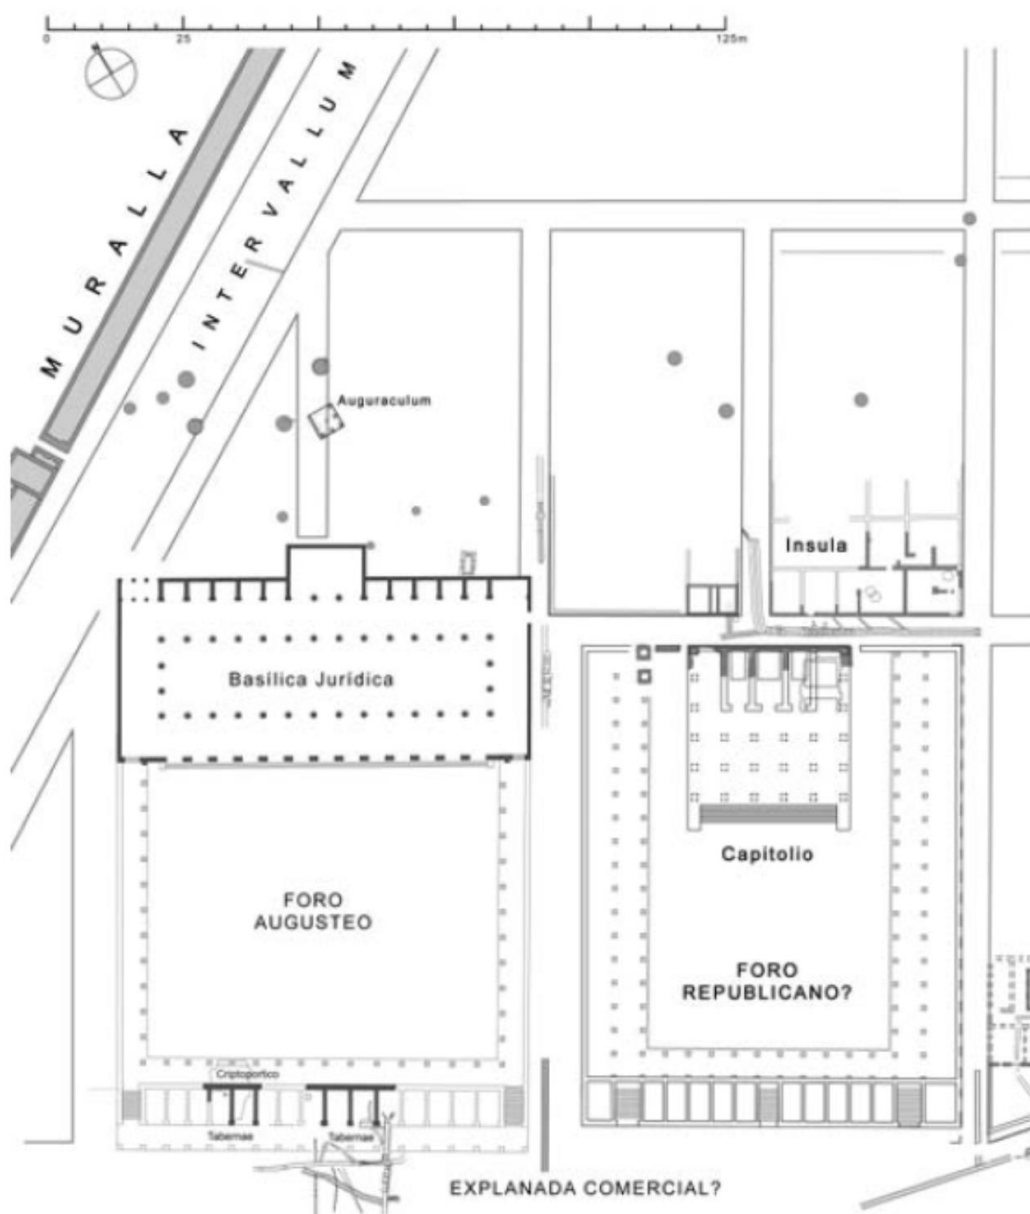 0 25 125m
MURALLA
INTERVALLUM
Auguraculum
Insula
Basílica Jurídica
Capitolio
FORO
AUGUSTEO
FORO
REPUBLICANO?
Criptoportico
Tabernae Tabernae
EXPLANADA COMERCIAL?